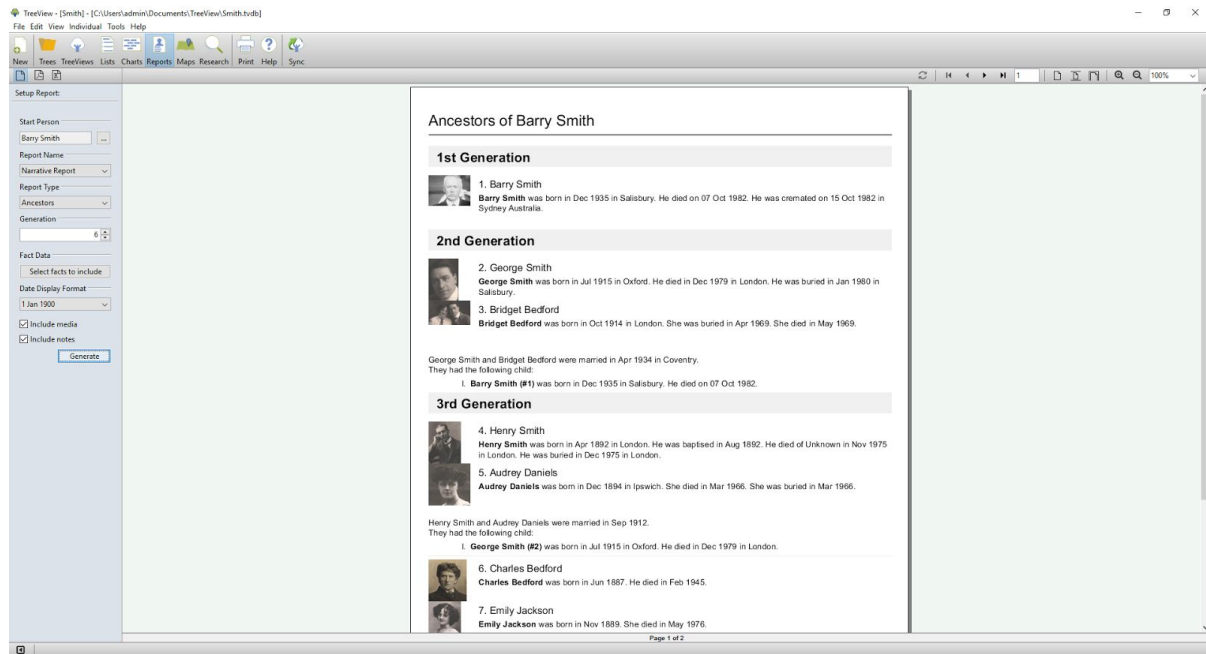 TreeView - [Smith] - [C:\Users\admin\Documents\TreeView\Smith.tvdb]
File Edit View Individual Tools Help
New Trees TreeViews Lists Charts Reports Maps Research Print Help Sync
1 100%
Setup Report:
Start Person
Barry Smith ...
Report Name
Narrative Report
Report Type
Ancestors
Generation
6
Fact Data
Select facts to include
Date Display Format
1 Jan 1900
Include media
Include notes
Generate
Ancestors of Barry Smith
1st Generation
1. Barry Smith
Barry Smith was born in Dec 1935 in Salisbury. He died on 07 Oct 1982. He was cremated on 15 Oct 1982 in
Sydney Australia.
2nd Generation
2. George Smith
George Smith was born in Jul 1915 in Oxford. He died in Dec 1979 in London. He was buried in Jan 1980 in
Salisbury.
3. Bridget Bedford
Bridget Bedford was born in Oct 1914 in London. She was buried in Apr 1969. She died in May 1969.
George Smith and Bridget Bedford were married in Apr 1934 in Coventry.
They had the following child:
I. Barry Smith (#1) was born in Dec 1935 in Salisbury. He died on 07 Oct 1982.
3rd Generation
4. Henry Smith
Henry Smith was born in Apr 1892 in London. He was baptised in Aug 1892. He died of Unknown in Nov 1975
in London. He was buried in Dec 1975 in London.
5. Audrey Daniels
Audrey Daniels was born in Dec 1894 in Ipswich. She died in Mar 1966. She was buried in Mar 1966.
Henry Smith and Audrey Daniels were married in Sep 1912.
They had the following child:
I. George Smith (#2) was born in Jul 1915 in Oxford. He died in Dec 1979 in London.
6. Charles Bedford
Charles Bedford was born in Jun 1887. He died in Feb 1945.
7. Emily Jackson
Emily Jackson was born in Nov 1889. She died in May 1976.
Page 1 of 2